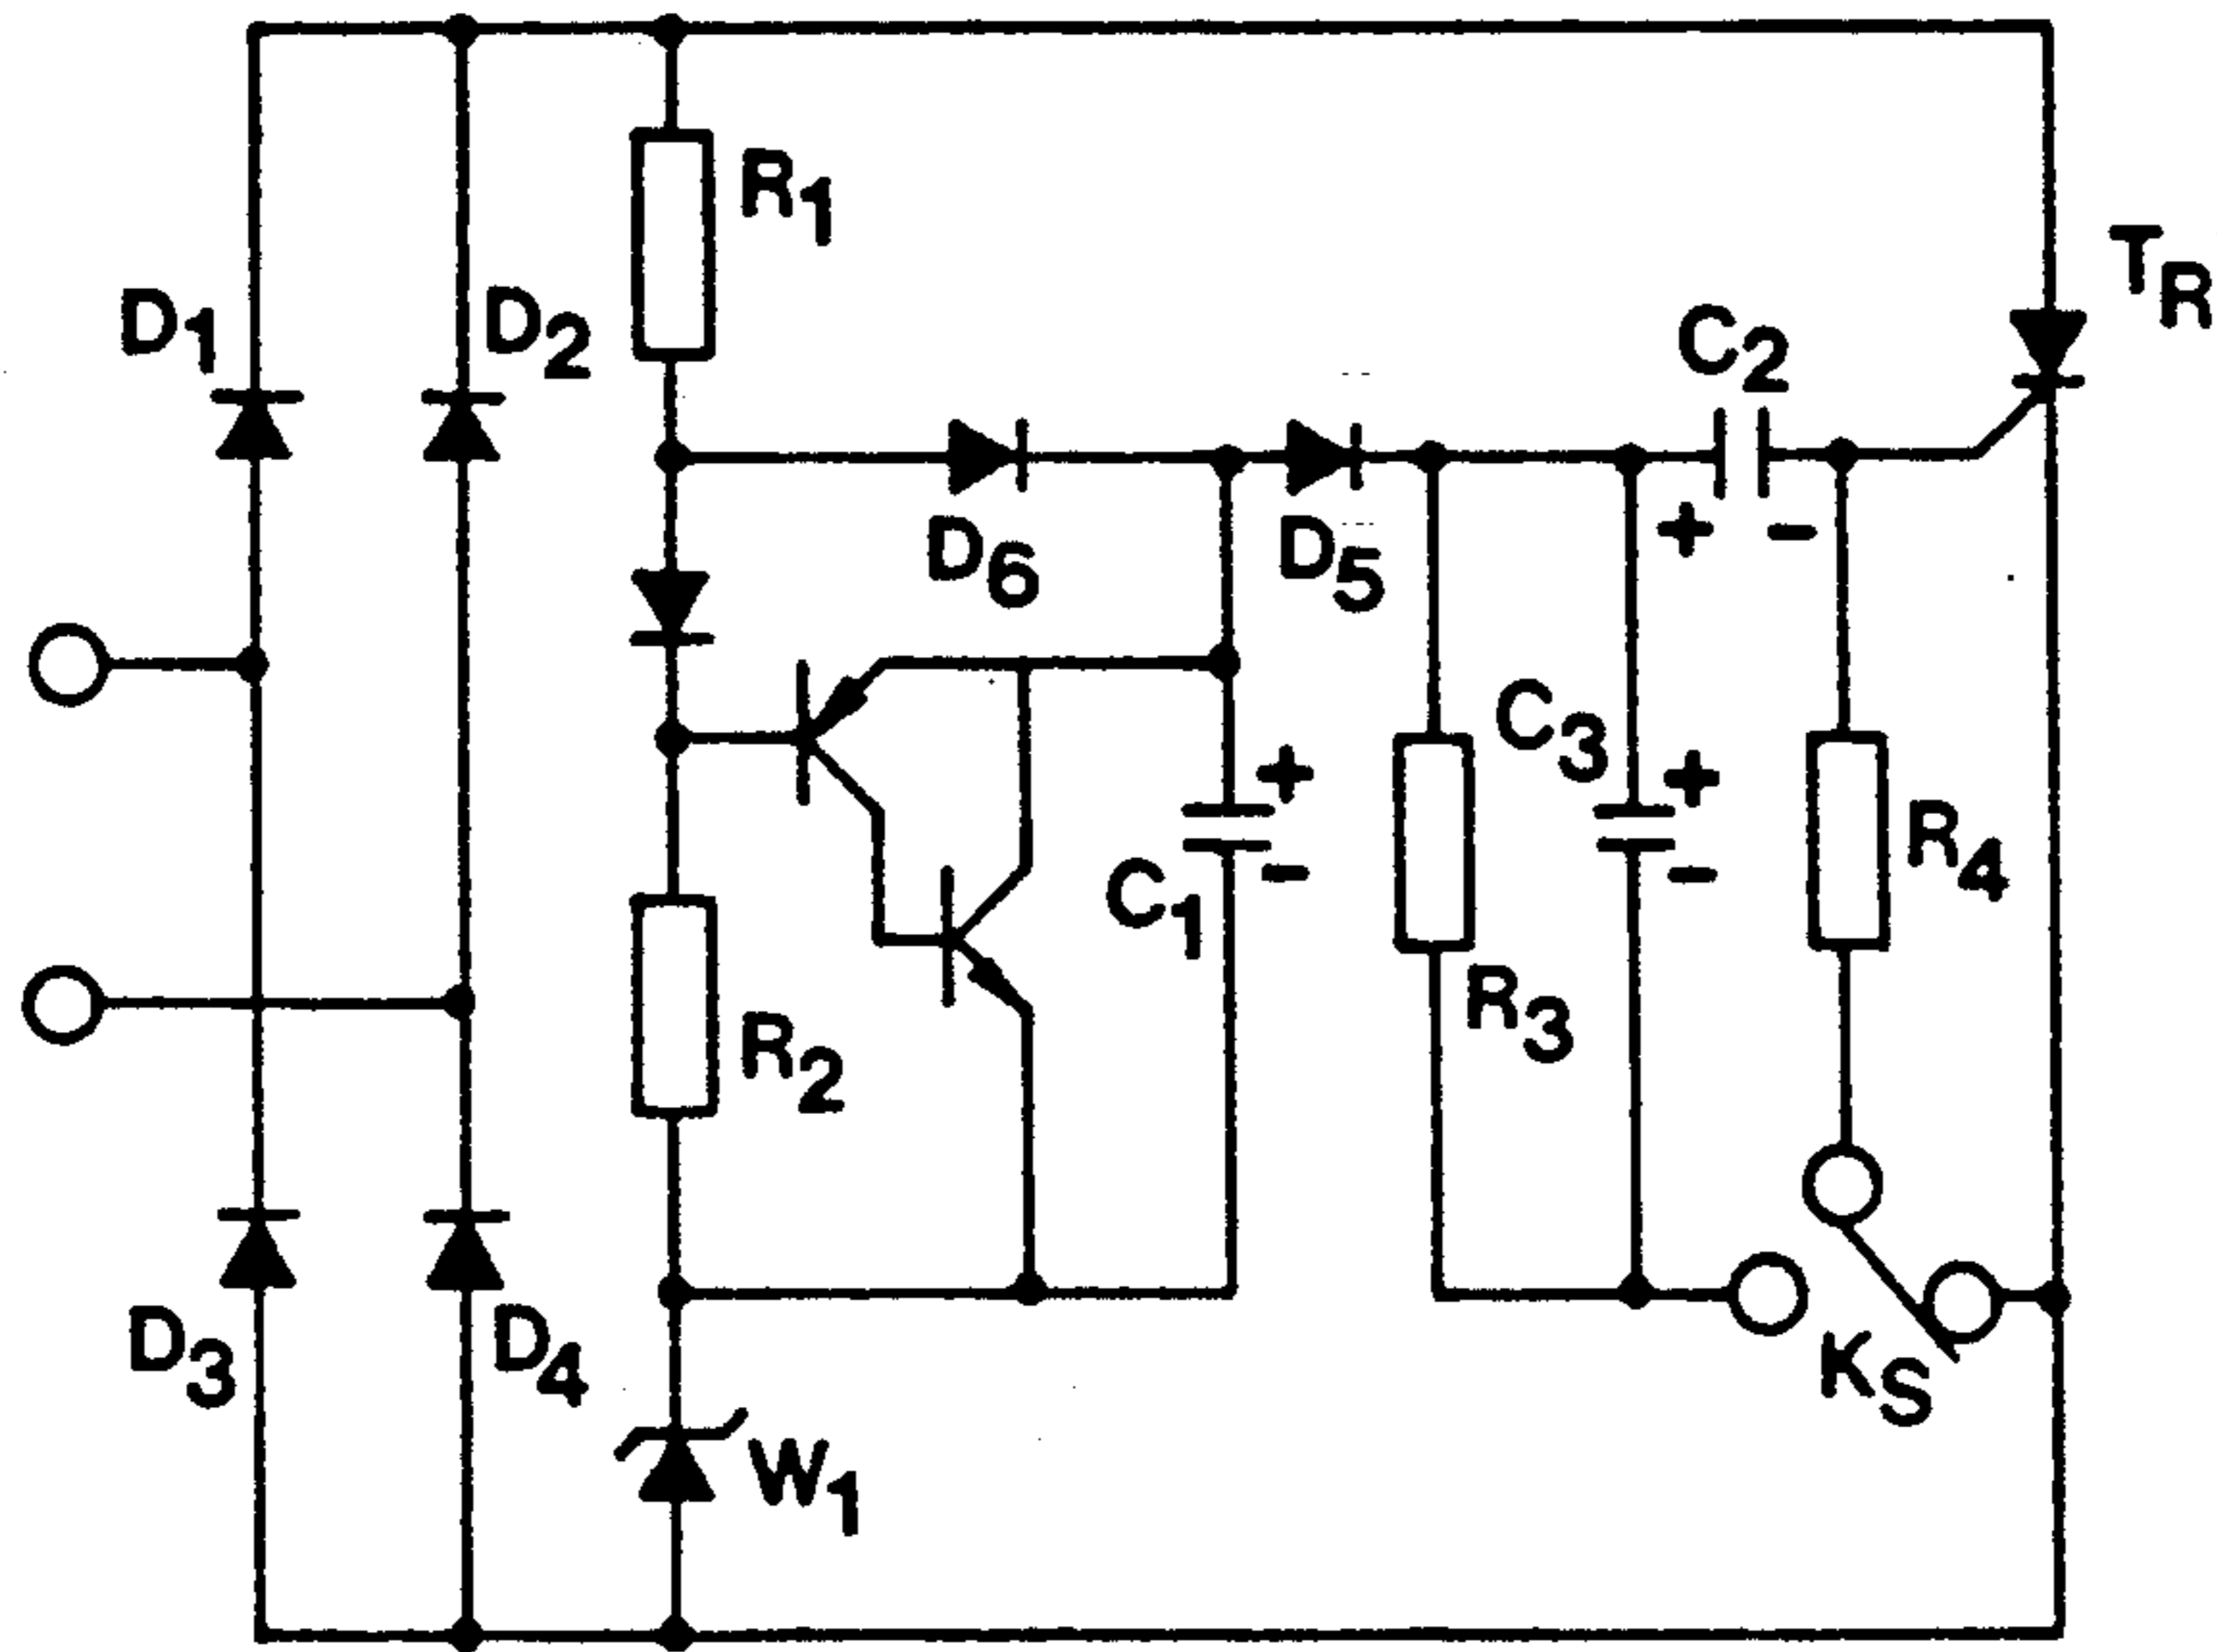 R1
TR
D1
D2
C2
D6
D5
+ -
C3
+
+
R4
C1
-
-
R3
R2
D3
D4
KS
W1